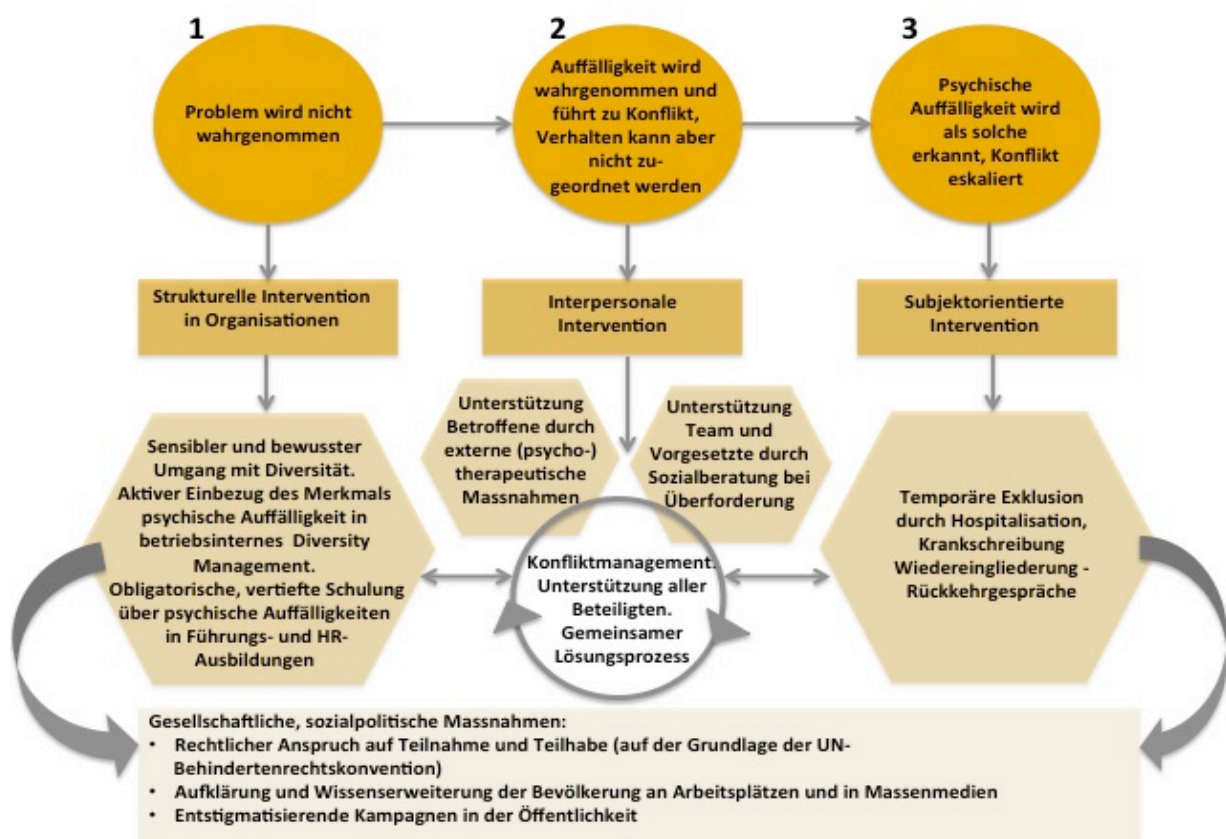 1
Problem wird nicht
wahrgenommen
2
Auffälligkeit wird
wahrgenommen und
führt zu Konflikt,
Verhalten kann aber
nicht zu-
geordnet werden
3
Psychische
Auffälligkeit wird
als solche
erkannt, Konflikt
eskaliert
Strukturelle Intervention
in Organisationen
Interpersonale
Intervention
Subjektorientierte
Intervention
Sensibler und bewusster
Umgang mit Diversität.
Aktiver Einbezug des Merkmals
psychische Auffälligkeit in
betriebsinternes Diversity
Management.
Obligatorische, vertiefte Schulung
über psychische Auffälligkeiten
in Führungs- und HR-
Ausbildungen
Unterstützung
Betroffene durch
externe (psycho-)
therapeutische
Massnahmen
Unterstützung
Team und
Vorgesetzte durch
Sozialberatung bei
Überforderung
Konfliktmanagement.
Unterstützung aller
Beteiligten.
Gemeinsamer
Lösungsprozess
Temporäre Exklusion
durch Hospitalisation,
Krankschreibung
Wiedereingliederung -
Rückkehrgespräche
Gesellschaftliche, sozialpolitische Massnahmen:
• Rechtlicher Anspruch auf Teilnahme und Teilhabe (auf der Grundlage der UN-
Behindertenrechtskonvention)
• Aufklärung und Wissenserweiterung der Bevölkerung an Arbeitsplätzen und in Massenmedien
• Entstigmatisierende Kampagnen in der Öffentlichkeit